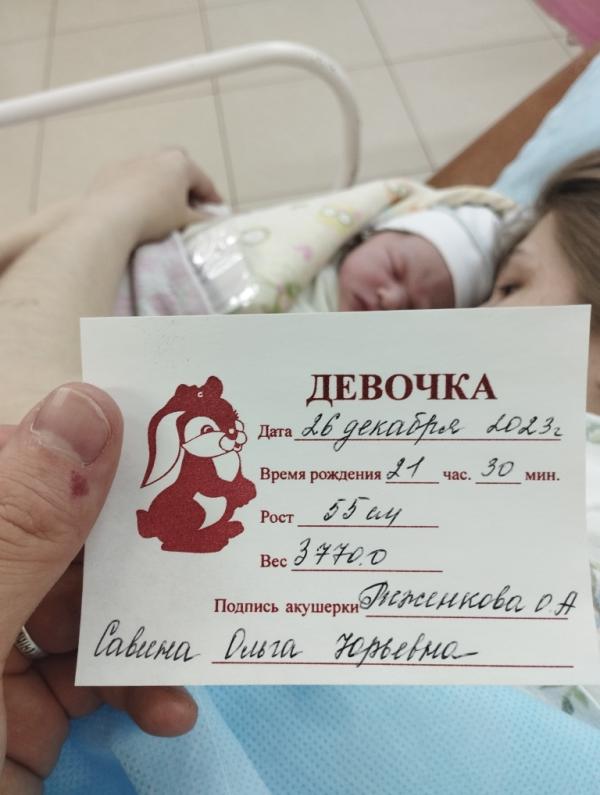 ДЕВОЧКА
Дата 26 декабря 2023г
Время рождения 21 час. 30 мин.
Рост 55 см
Вес 3770,0
Подпись акушерки Риженкова О.А
Савина Ольга Юрьевна